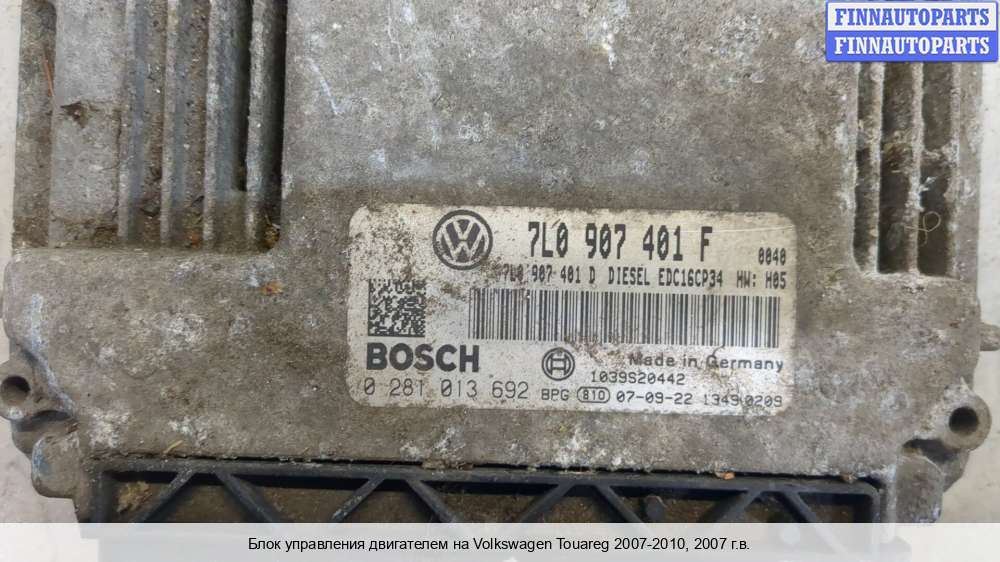 FINNAUTOPARTS
FINNAUTOPARTS
7L0 907 401 F 0040
7L0 907 401 D DIESEL EDC16CP34 HW: H05
BOSCH Made in Germany
1039S20442
0 281 013 692 BPG 810 07-09-22 1349 0209
Блок управления двигателем на Volkswagen Touareg 2007-2010, 2007 г.в.